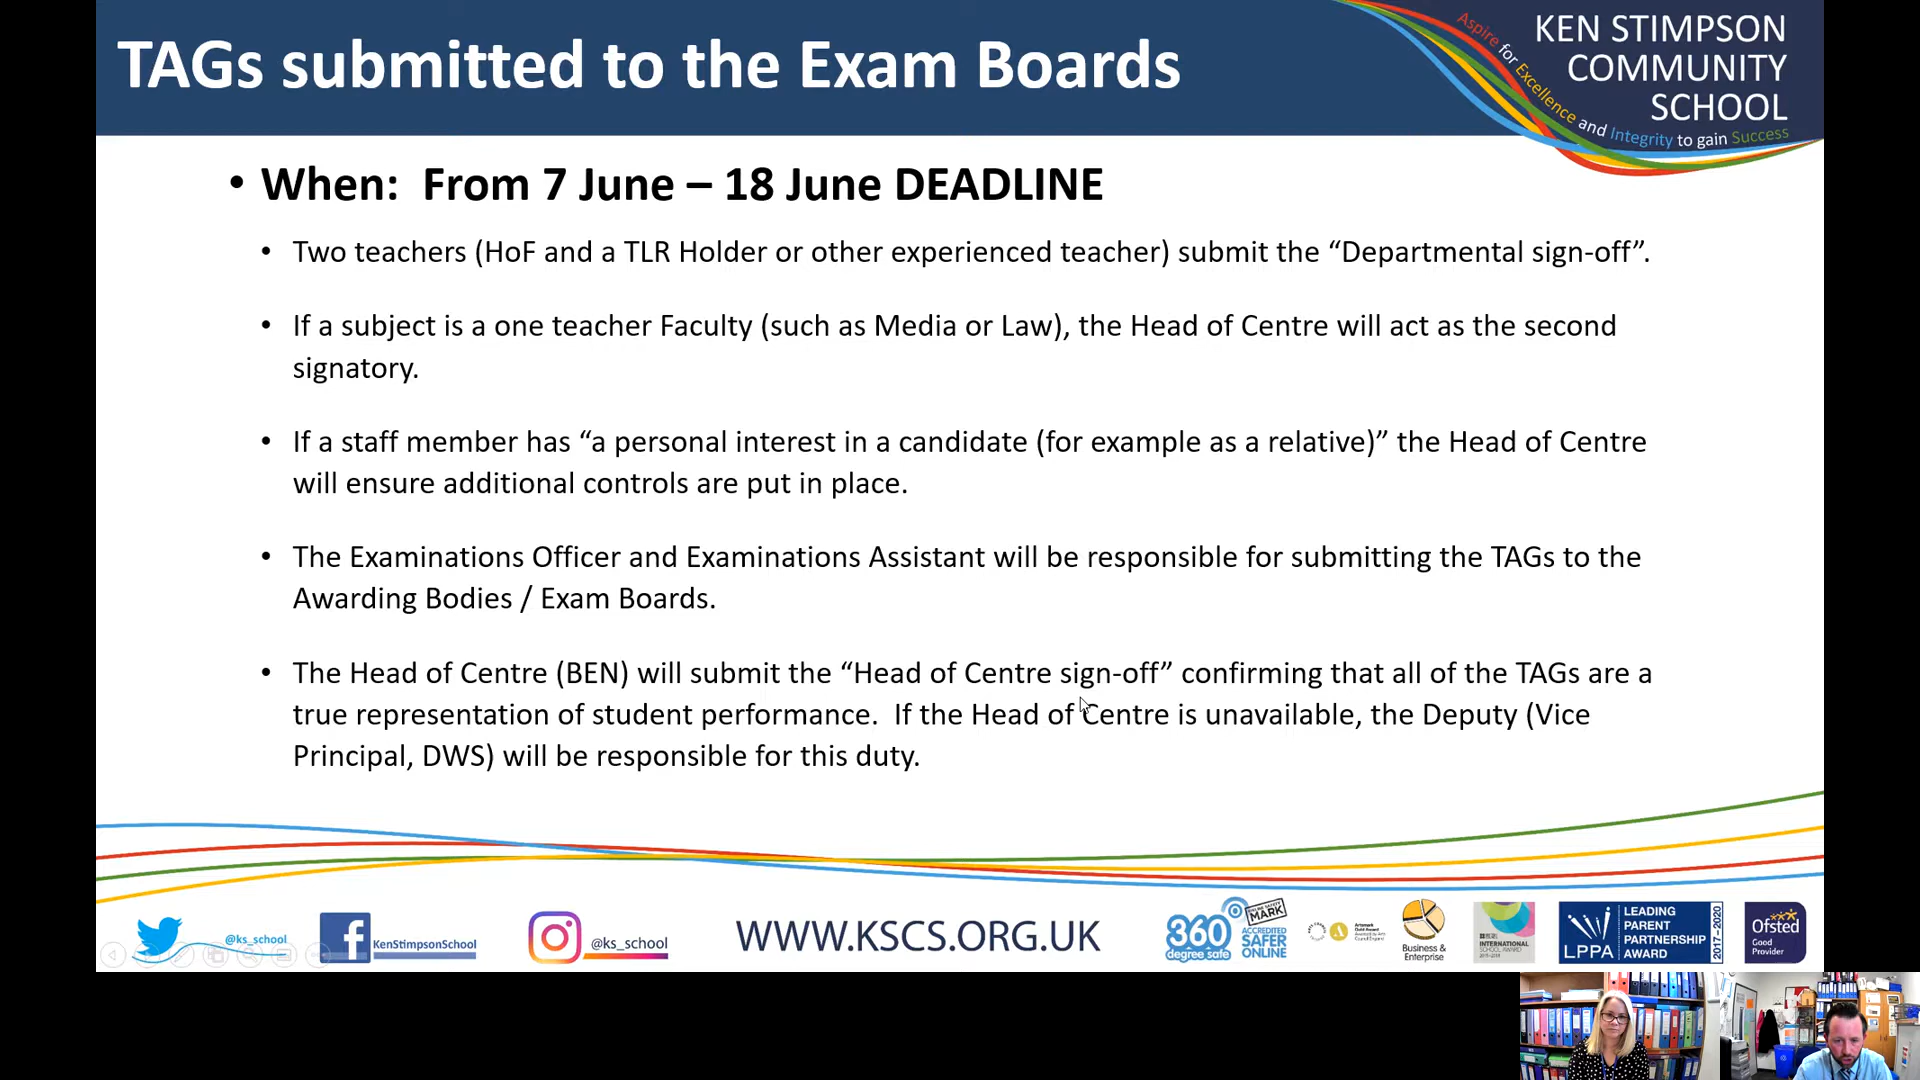 TAGs submitted to the Exam Boards
KEN STIMPSON
COMMUNITY
SCHOOL
Aspire for Excellence and Integrity to gain Success
• When: From 7 June – 18 June DEADLINE
• Two teachers (HoF and a TLR Holder or other experienced teacher) submit the “Departmental sign-off”.
• If a subject is a one teacher Faculty (such as Media or Law), the Head of Centre will act as the second
signatory.
• If a staff member has “a personal interest in a candidate (for example as a relative)” the Head of Centre
will ensure additional controls are put in place.
• The Examinations Officer and Examinations Assistant will be responsible for submitting the TAGs to the
Awarding Bodies / Exam Boards.
• The Head of Centre (BEN) will submit the “Head of Centre sign-off” confirming that all of the TAGs are a
true representation of student performance. If the Head of Centre is unavailable, the Deputy (Vice
Principal, DWS) will be responsible for this duty.
@ks_school
KenStimpsonSchool
@ks_school
WWW.KSCS.ORG.UK
360
degree safe
ONLINE SAFETY
MARK
ACCREDITED
SAFER
ONLINE
Business &
Enterprise
INTERNATIONAL
SCHOOL AWARD
LPPA
LEADING
PARENT
PARTNERSHIP
AWARD
2017-2020
Ofsted
Good
Provider